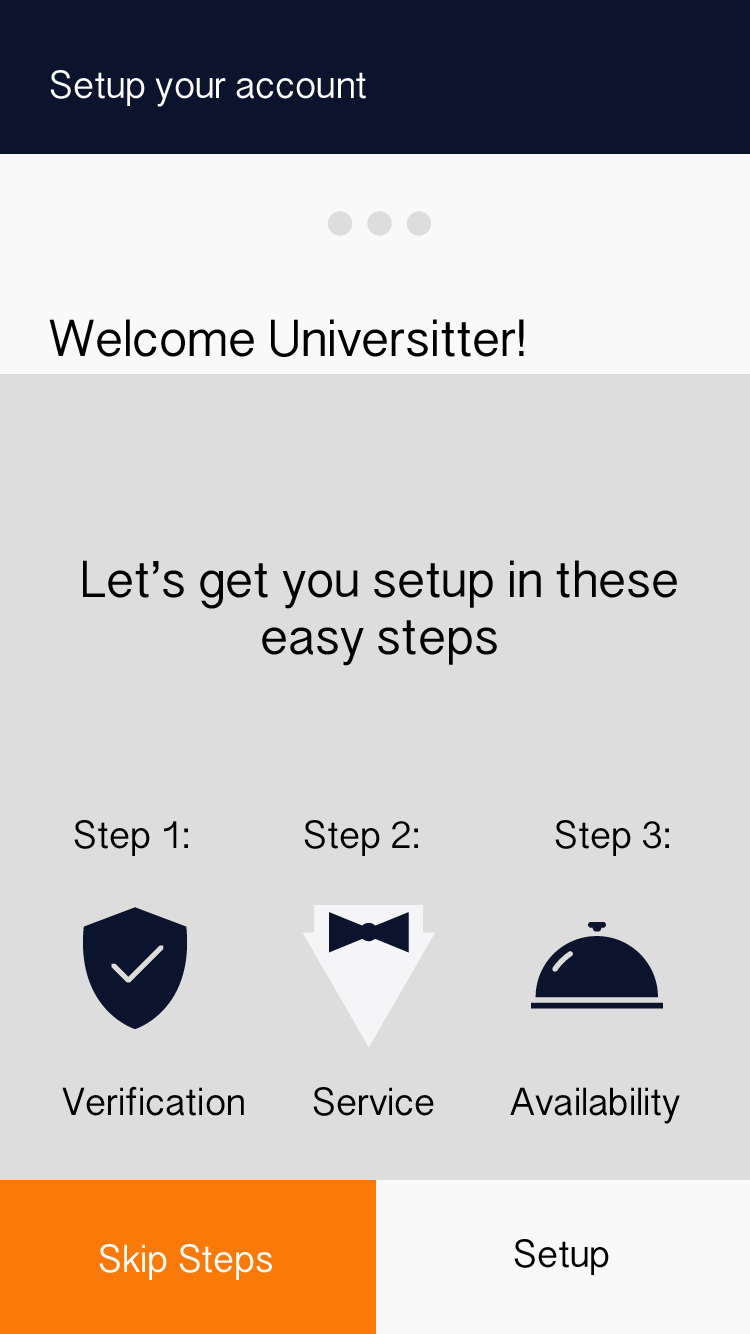 Setup your account
Welcome Universitter!
Let’s get you setup in these
easy steps
Step 1:
Step 2:
Step 3:
Verification
Service
Availability
Skip Steps
Setup